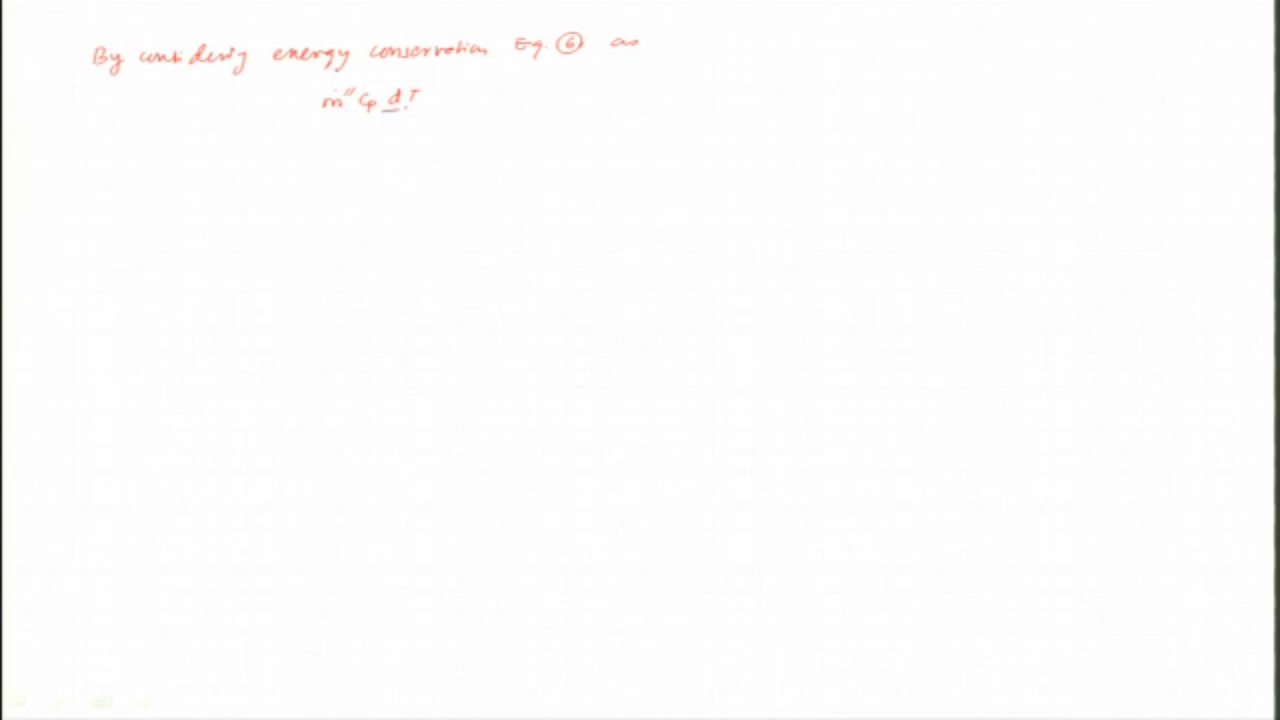 By considering energy conservation Eq. ⑥ as
ṁ″ Cp dT